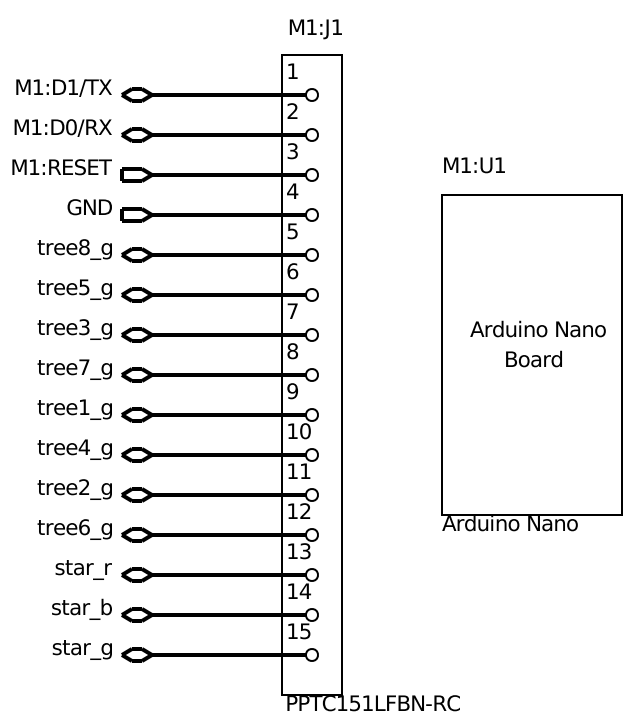 M1:J1
M1:D1/TX 1
M1:D0/RX 2
M1:RESET 3
GND 4
tree8_g 5
tree5_g 6
tree3_g 7
tree7_g 8
tree1_g 9
tree4_g 10
tree2_g 11
tree6_g 12
star_r 13
star_b 14
star_g 15
PPTC151LFBN-RC
M1:U1
Arduino Nano
Board
Arduino Nano